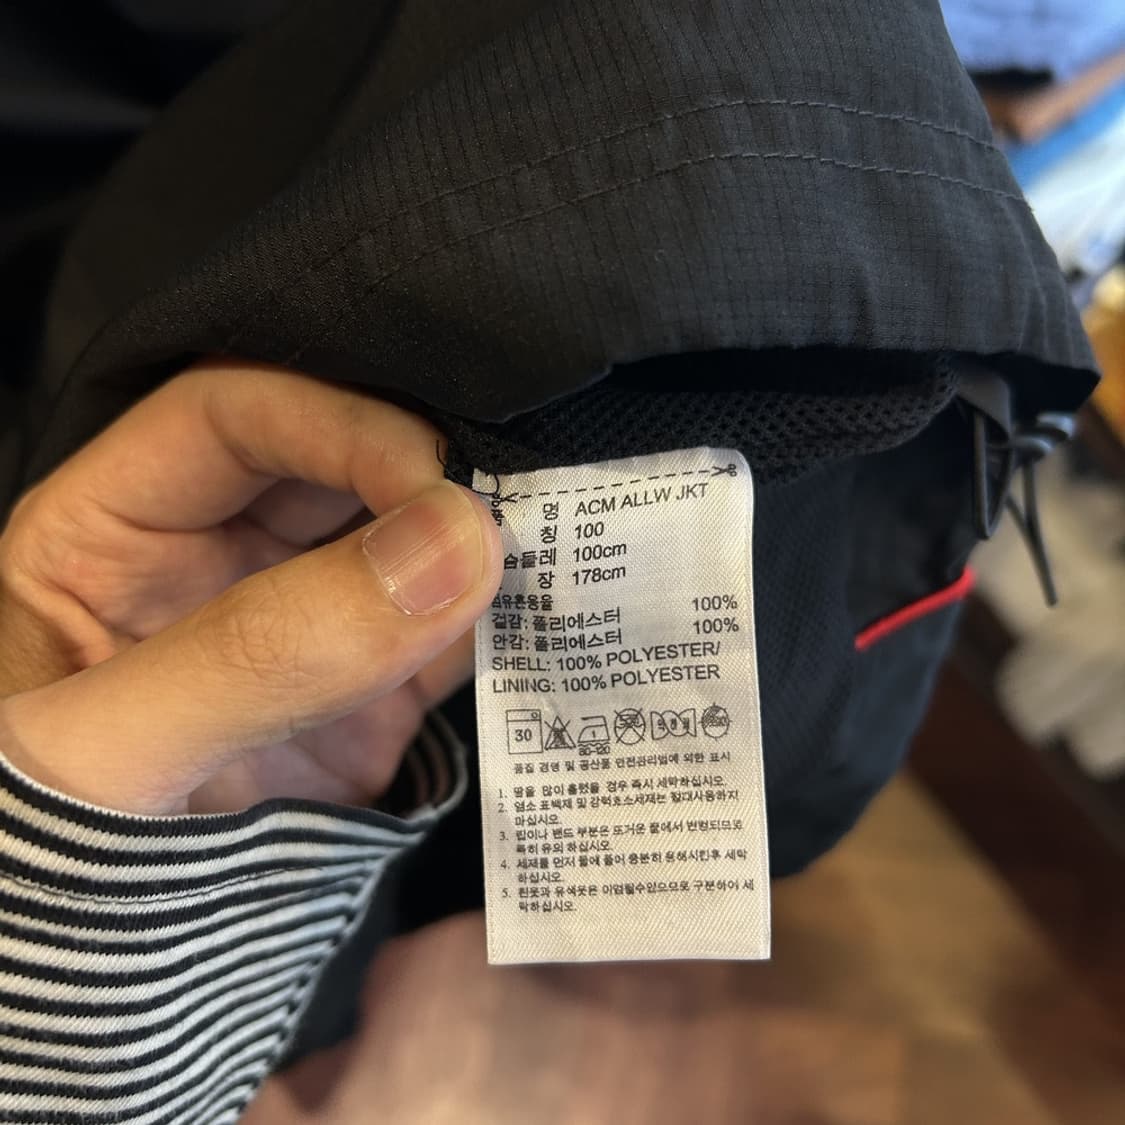 명 ACM ALLW JKT
칭 100
슴둘레 100cm
장 178cm
섬유혼용율
겉감: 폴리에스터 100%
안감: 폴리에스터 100%
SHELL: 100% POLYESTER/
LINING: 100% POLYESTER
30
80-120
품질 경영 및 공산품 안전관리법에 의한 표시
1. 땀을 많이 흘렸을 경우 즉시 세탁하십시오.
2. 염소 표백제 및 강력효소세제는 절대사용하지
마십시오.
3. 프린이나 밴드 부분은 뜨거운 물에서 변형되므로
특히 유의 하십시오.
4. 세제를 먼저 물에 풀어 충분히 용해시킨후 세탁
하십시오.
5. 흰옷과 유색옷은 이염될수있으므로 구분하여 세
탁하십시오.